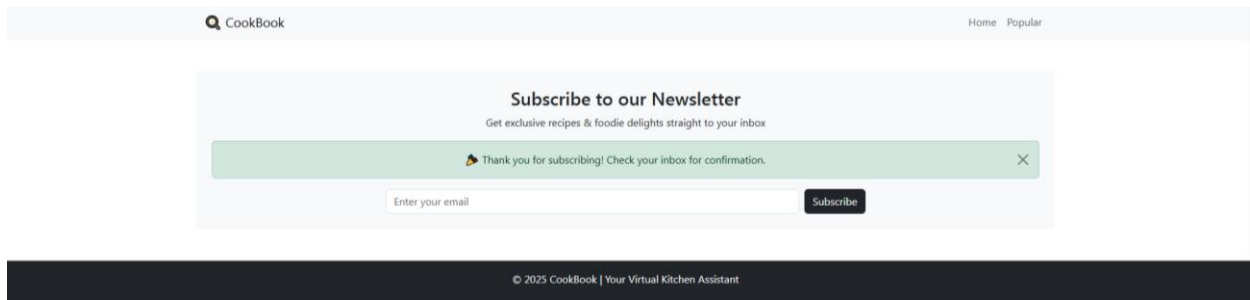 CookBook
Home Popular
Subscribe to our Newsletter
Get exclusive recipes & foodie delights straight to your inbox
Thank you for subscribing! Check your inbox for confirmation.
Enter your email
Subscribe
© 2025 CookBook | Your Virtual Kitchen Assistant